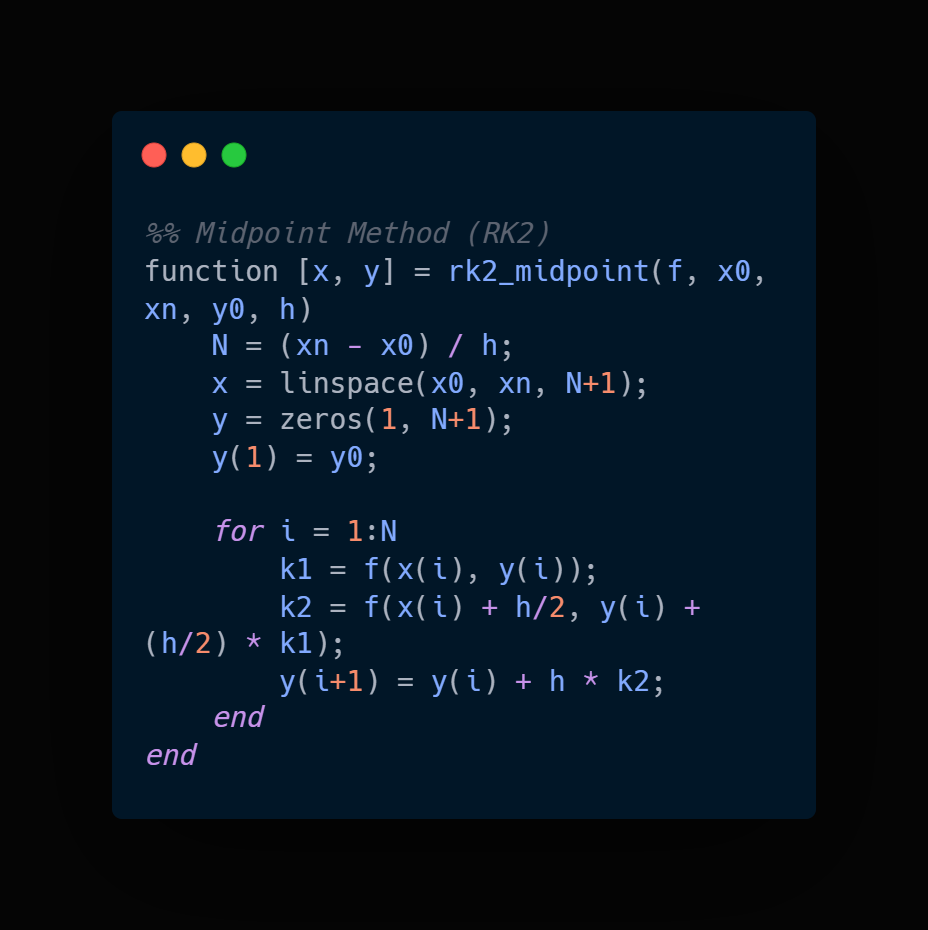 %% Midpoint Method (RK2)
function [x, y] = rk2_midpoint(f, x0,
xn, y0, h)
    N = (xn - x0) / h;
    x = linspace(x0, xn, N+1);
    y = zeros(1, N+1);
    y(1) = y0;

    for i = 1:N
        k1 = f(x(i), y(i));
        k2 = f(x(i) + h/2, y(i) +
(h/2) * k1);
        y(i+1) = y(i) + h * k2;
    end
end